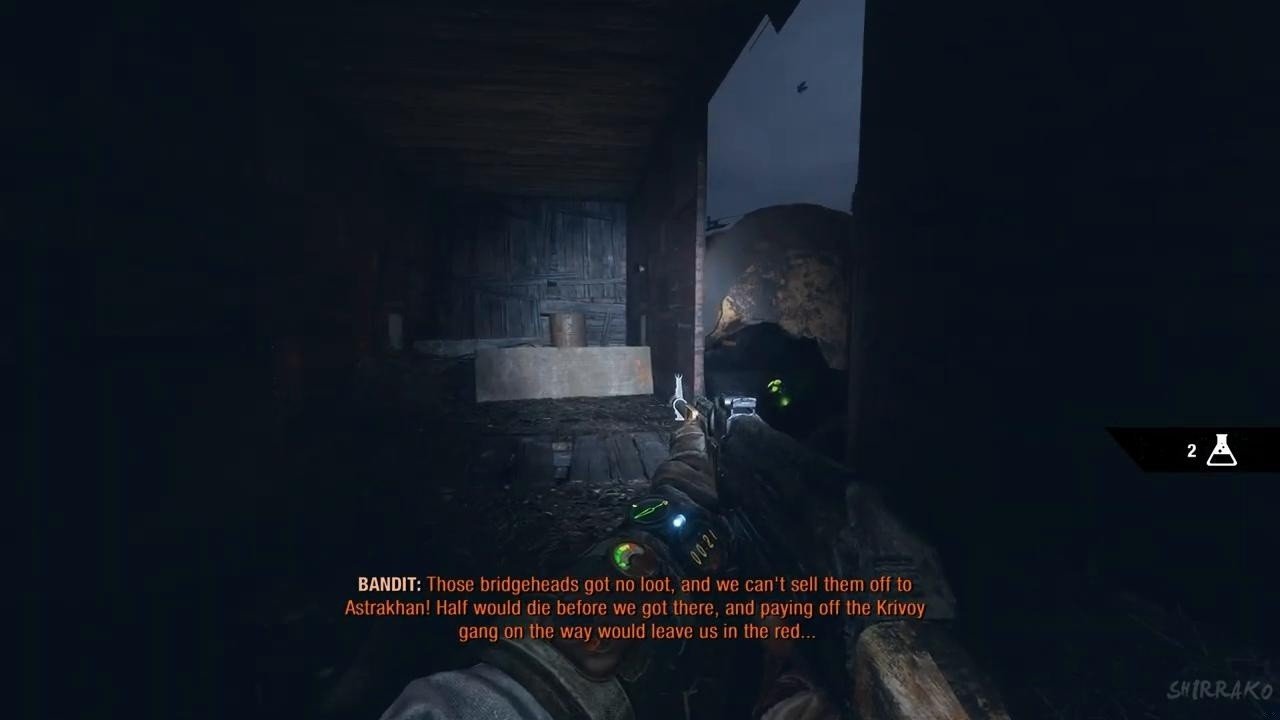 2
00:21
BANDIT: Those bridgeheads got no loot, and we can't sell them off to
Astrakhan! Half would die before we got there, and paying off the Krivoy
gang on the way would leave us in the red...
SHIRRAKO